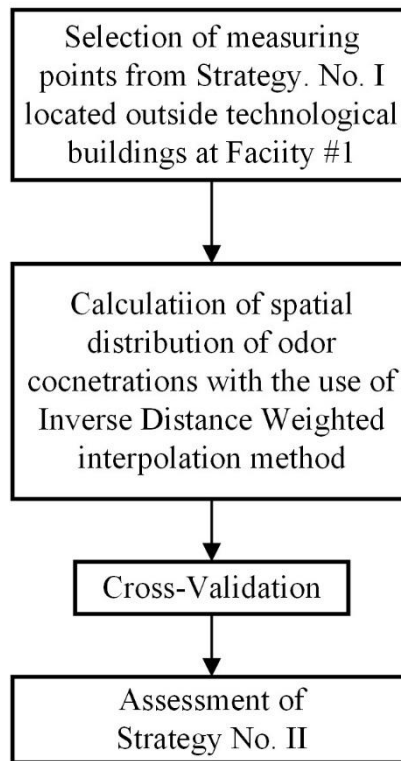 Selection of measuring
points from Strategy. No. I
located outside technological
buildings at Faciity #1
Calculatiion of spatial
distribution of odor
cocnetrations with the use of
Inverse Distance Weighted
interpolation method
Cross-Validation
Assessment of
Strategy No. II